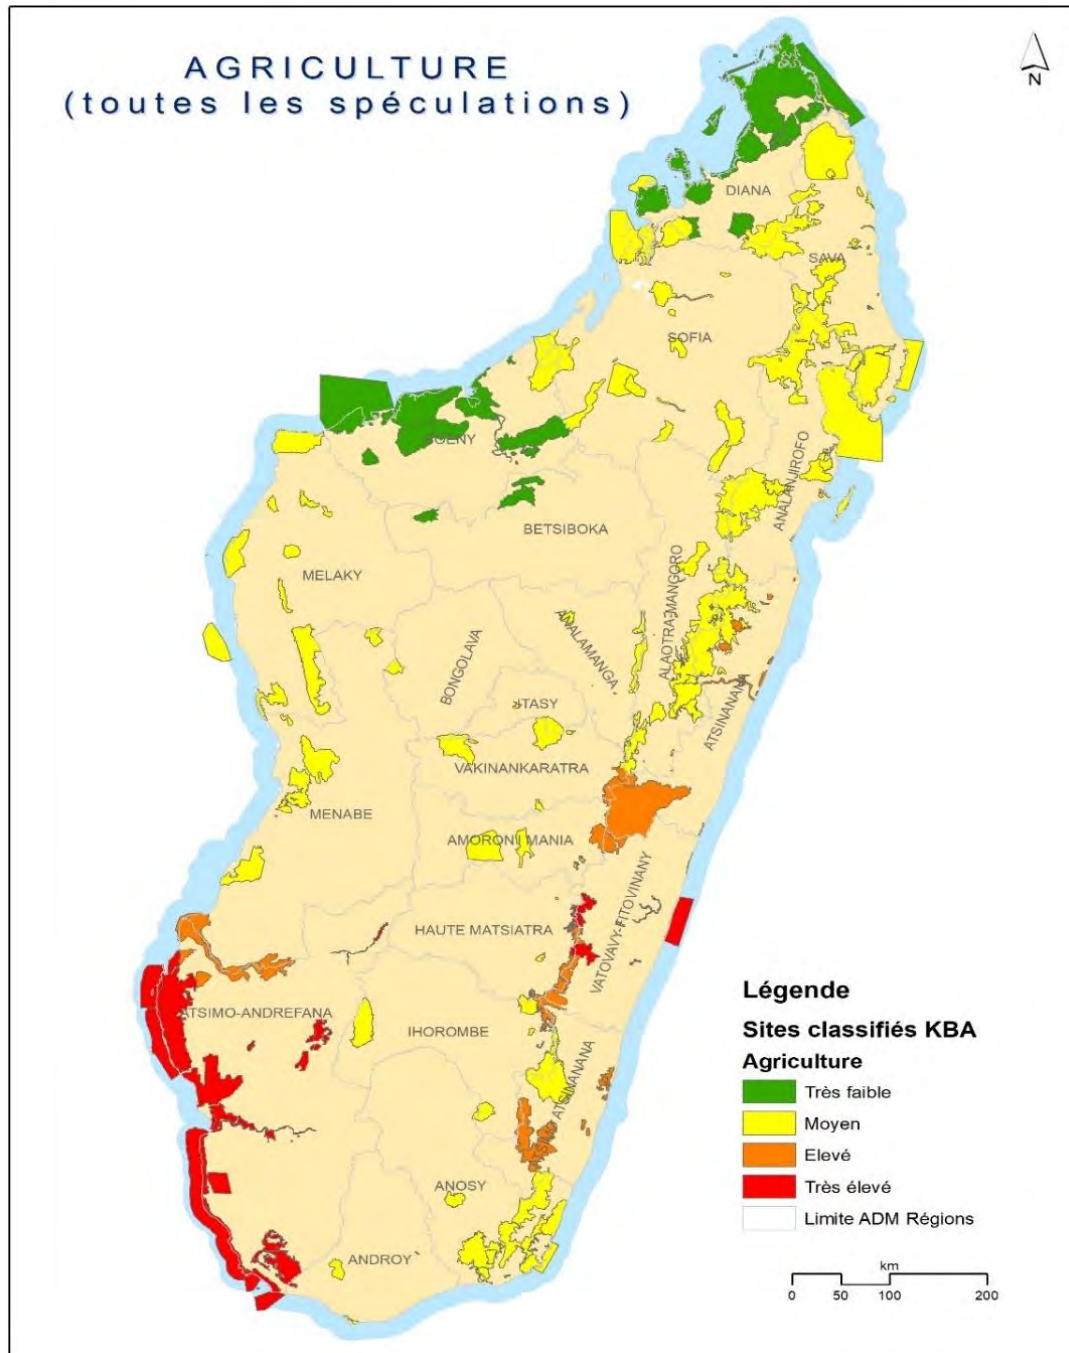 AGRICULTURE
(toutes les spéculations)
N
DIANA
SAVA
SOFIA
BOENY
ANALANJIROFO
BETSIBOKA
MELAKY
ALAOTRA-MANGORO
ANALAMANGA
BONGOLAVA
ITASY
ATSINANANA
VAKINANKARATRA
MENABE
AMORONI MANIA
VATOVAVY-FITOVINANY
HAUTE MATSIATRA
ATSIMO-ANDREFANA
IHOROMBE
ATSINANANA
ANOSY
ANDROY
Légende
Sites classifiés KBA
Agriculture
Très faible
Moyen
Elevé
Très élevé
Limite ADM Régions
km
0 50 100 200